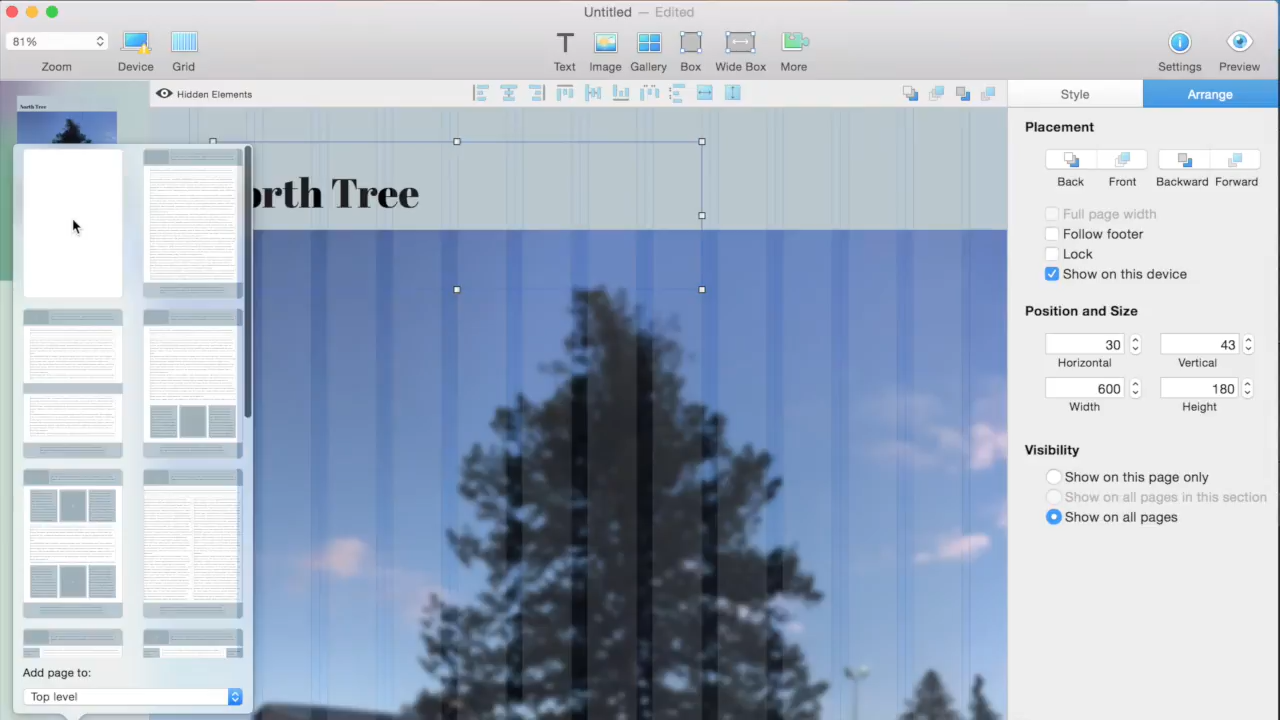 Untitled — Edited
81%
Zoom
Device
Grid
Text
Image
Gallery
Box
Wide Box
More
Settings
Preview
Hidden Elements
Style
Arrange
North Tree
orth Tree
Placement
Back
Front
Backward
Forward
Full page width
Follow footer
Lock
Show on this device
Position and Size
30
43
Horizontal
Vertical
600
180
Width
Height
Visibility
Show on this page only
Show on all pages in this section
Show on all pages
Add page to:
Top level